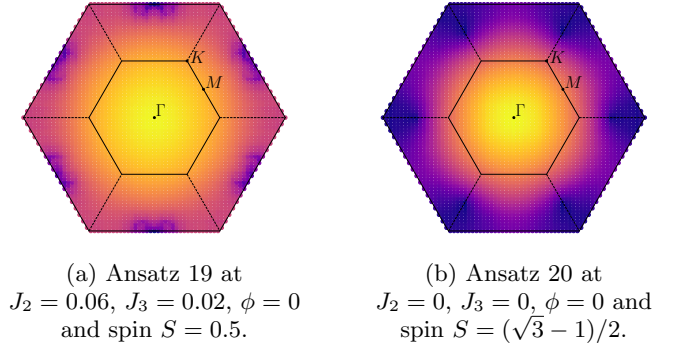 K
M
Γ
K
M
Γ
(a) Ansatz 19 at
J₂ = 0.06, J₃ = 0.02, ϕ = 0
and spin S = 0.5.
(b) Ansatz 20 at
J₂ = 0, J₃ = 0, ϕ = 0 and
spin S = (√3 − 1)/2.